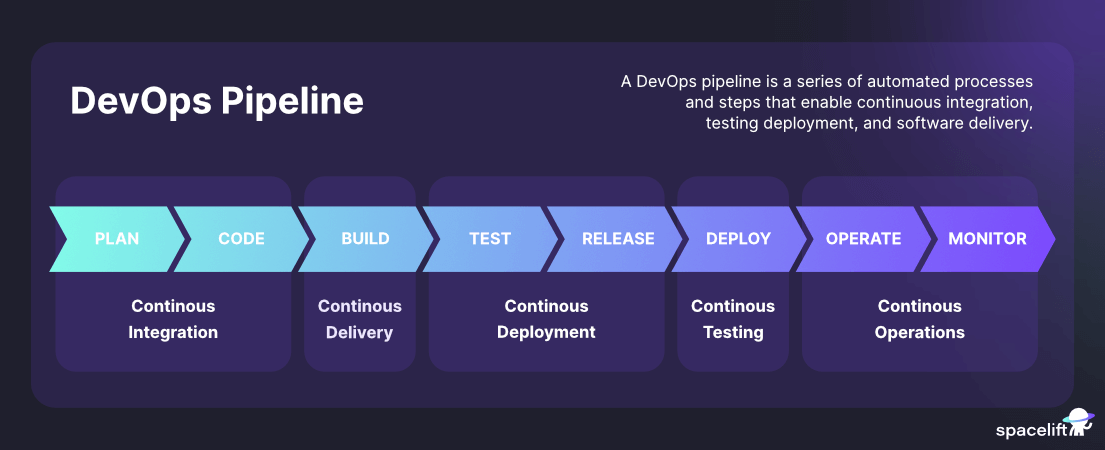 DevOps Pipeline
A DevOps pipeline is a series of automated processes
and steps that enable continuous integration,
testing deployment, and software delivery.
PLAN
CODE
BUILD
TEST
RELEASE
DEPLOY
OPERATE
MONITOR
Continous
Integration
Continous
Delivery
Continous
Deployment
Continous
Testing
Continous
Operations
spacelift